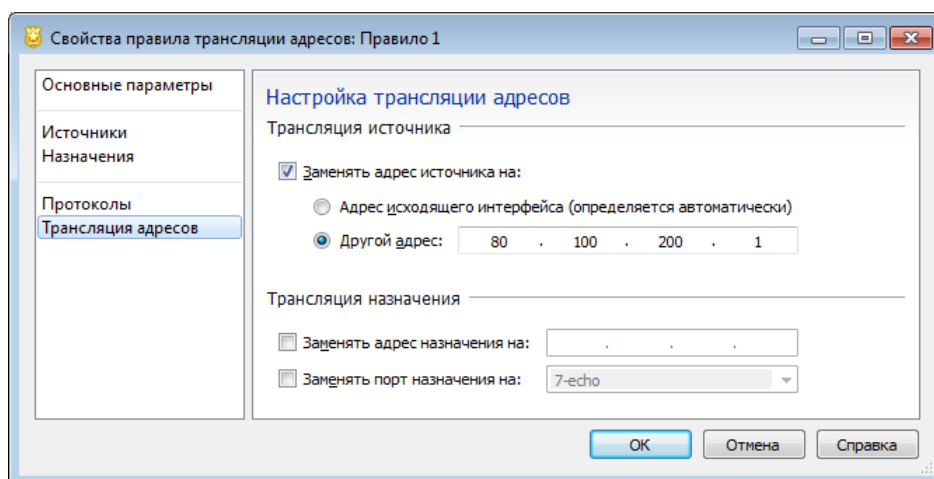 Свойства правила трансляции адресов: Правило 1
Основные параметры
Источники
Назначения
Протоколы
Трансляция адресов
Настройка трансляции адресов
Трансляция источника
Заменять адрес источника на:
Адрес исходящего интерфейса (определяется автоматически)
Другой адрес: 80 . 100 . 200 . 1
Трансляция назначения
Заменять адрес назначения на: . . .
Заменять порт назначения на: 7-echo
OK Отмена Справка